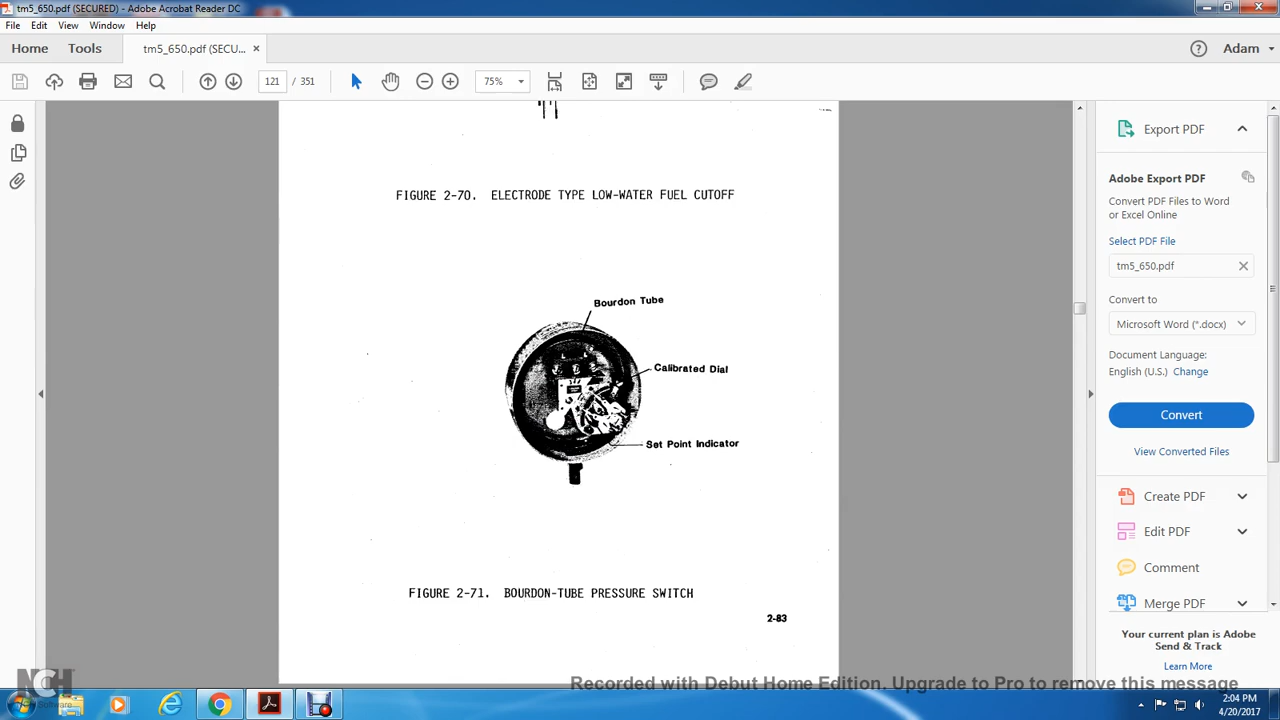 tm5_650.pdf (SECURED) - Adobe Acrobat Reader DC
File Edit View Window Help
Home Tools tm5_650.pdf (SECU... × Adam
121 / 351 75%
FIGURE 2-70. ELECTRODE TYPE LOW-WATER FUEL CUTOFF
Bourdon Tube
Calibrated Dial
Set Point Indicator
FIGURE 2-71. BOURDON-TUBE PRESSURE SWITCH
2-83
Export PDF
Adobe Export PDF
Convert PDF Files to Word
or Excel Online
Select PDF File
tm5_650.pdf
Convert to
Microsoft Word (*.docx)
Document Language:
English (U.S.) Change
Convert
View Converted Files
Create PDF
Edit PDF
Comment
Merge PDF
Your current plan is Adobe
Send & Track
Learn More
NCH
Software
Recorded with Debut Home Edition. Upgrade to Pro to remove this message
2:04 PM
4/20/2017